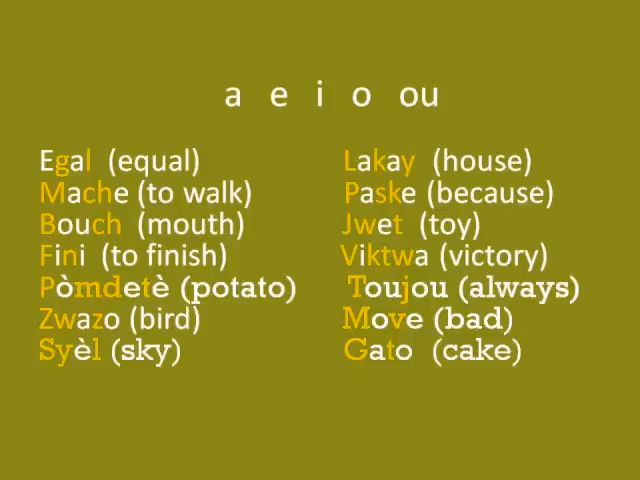 a e i o ou
Egal (equal)
Mache (to walk)
Bouch (mouth)
Fini (to finish)
Pòmdetè (potato)
Zwazo (bird)
Syèl (sky)
Lakay (house)
Paske (because)
Jwet (toy)
Viktwa (victory)
Toujou (always)
Move (bad)
Gato (cake)